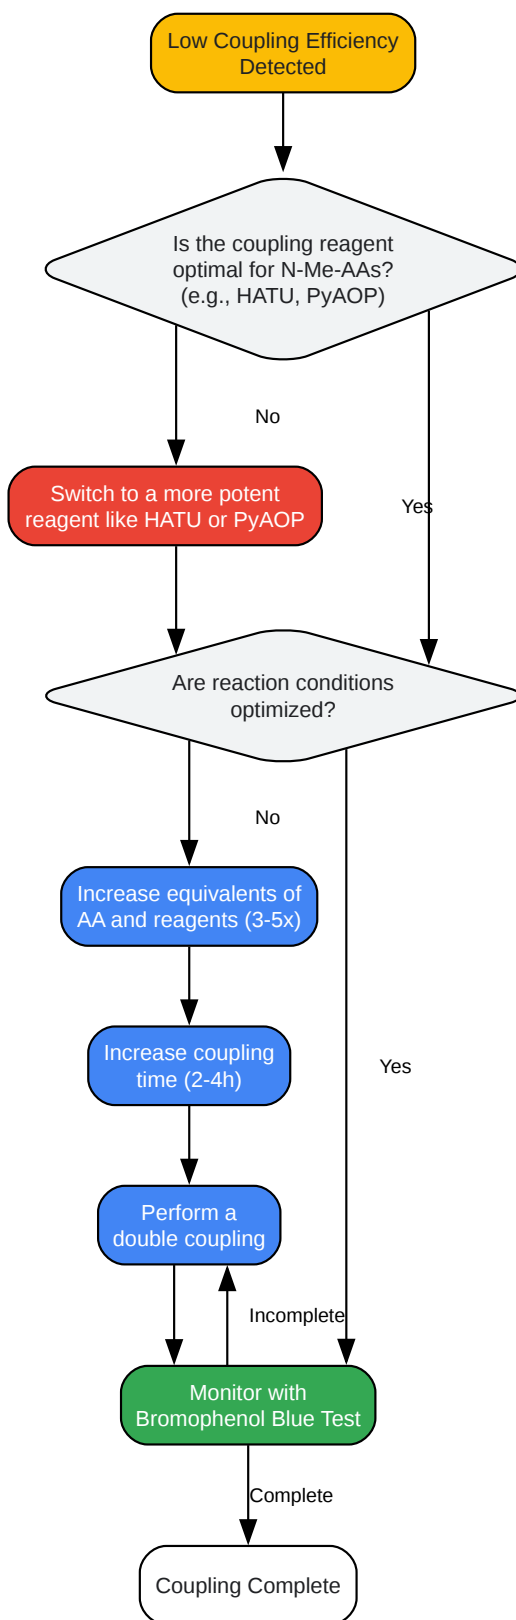 Low Coupling Efficiency
Detected
Is the coupling reagent
optimal for N-Me-AAs?
(e.g., HATU, PyAOP)
No
Switch to a more potent
reagent like HATU or PyAOP
Yes
Are reaction conditions
optimized?
No
Increase equivalents of
AA and reagents (3-5x)
Increase coupling
time (2-4h)
Yes
Perform a
double coupling
Incomplete
Monitor with
Bromophenol Blue Test
Complete
Coupling Complete